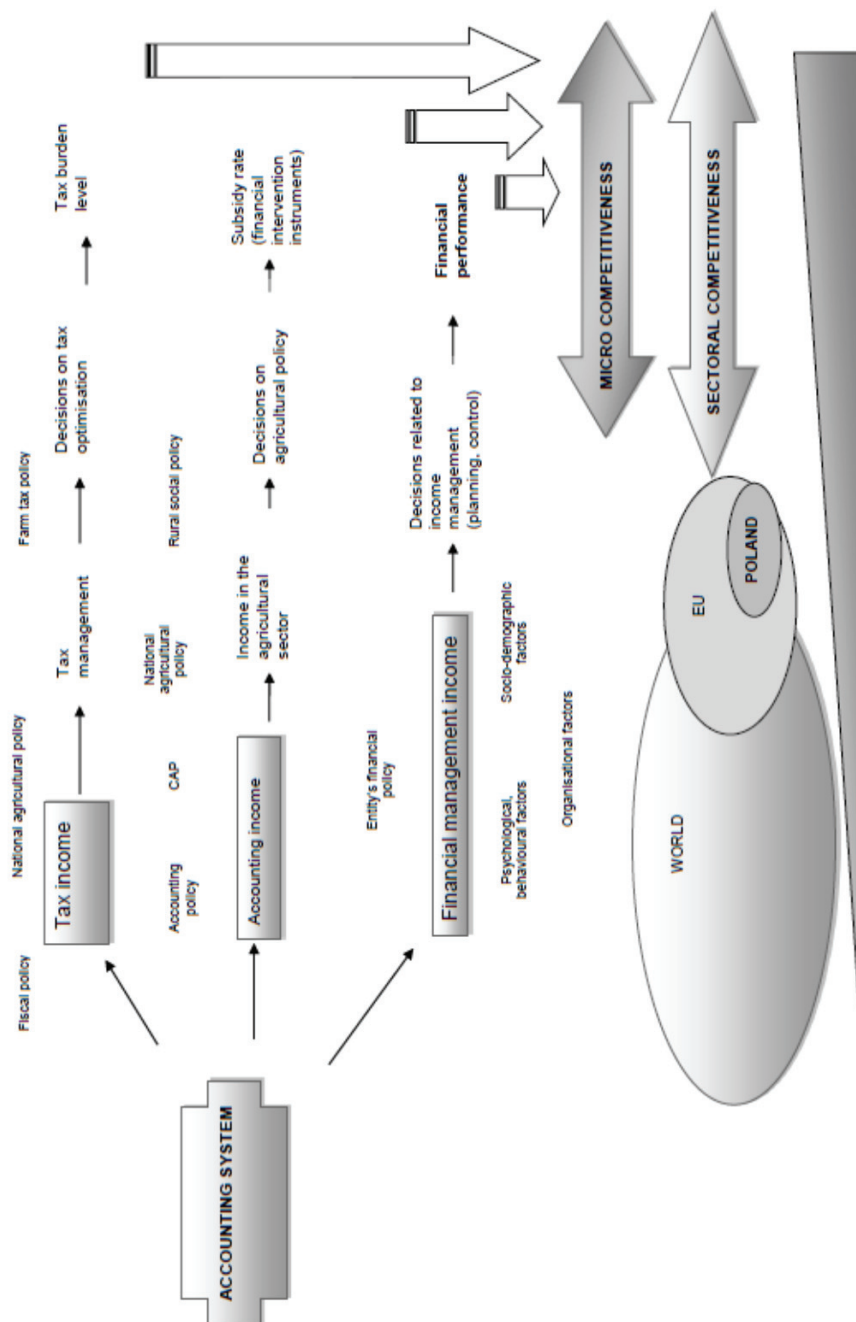 Fiscal policy
National agricultural policy
Farm tax policy
Tax income
Tax
management
Decisions on tax
optimisation
Tax burden
level
Accounting
policy
CAP
National
agricultural
policy
Rural social policy
ACCOUNTING SYSTEM
Accounting income
Income in the
agricultural
sector
Decisions on
agricultural policy
Subsidy rate
(financial
intervention
instruments)
Entity's financial
policy
Financial management income
Decisions related to
income
management
(planning, control)
Financial
performance
Psychological,
behavioural factors
Socio-demographic
factors
Organisational factors
MICRO COMPETITIVENESS
SECTORAL COMPETITIVENESS
WORLD
EU
POLAND